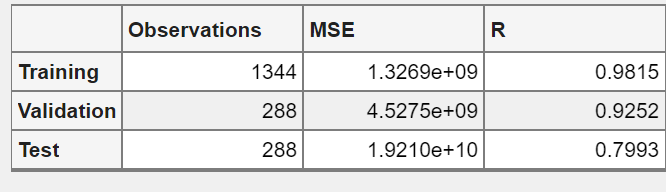 Observations MSE R
Training 1344 1.3269e+09 0.9815
Validation 288 4.5275e+09 0.9252
Test 288 1.9210e+10 0.7993